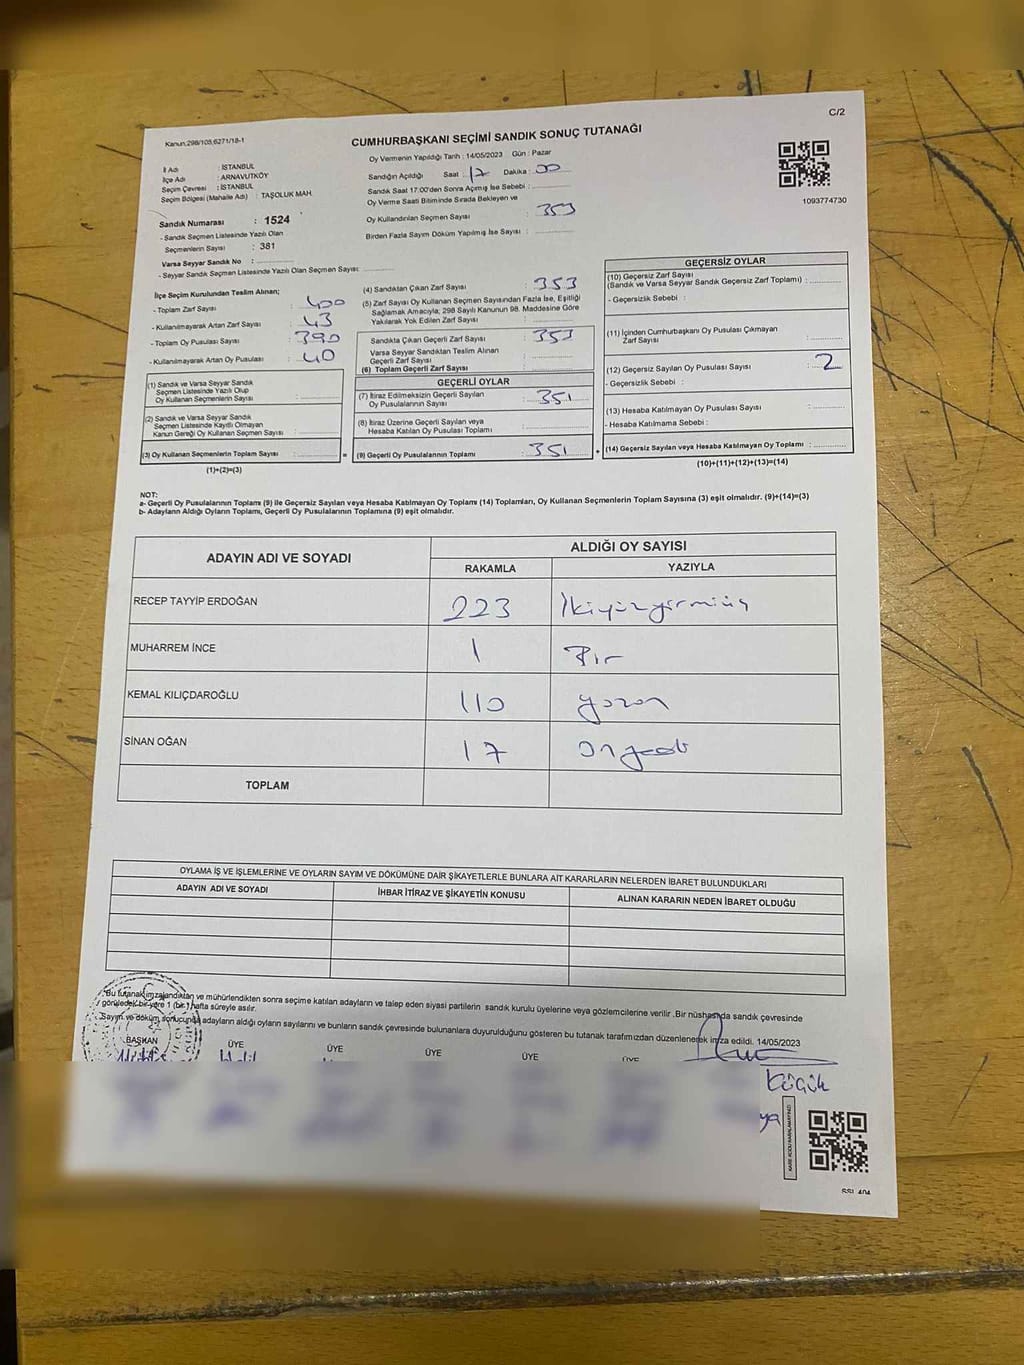 C/2
Kanun,298/105,6271/18-1
CUMHURBAŞKANI SEÇİMİ SANDIK SONUÇ TUTANAĞI
İl Adı : İSTANBUL
İlçe Adı : ARNAVUTKÖY
Seçim Çevresi : İSTANBUL
Seçim Bölgesi (Mahalle Adı) : TAŞOLUK MAH.
Oy Vermenin Yapıldığı Tarih : 14/05/2023 Gün : Pazar
Sandığın Açıldığı Saat : 17 Dakika : 00
Sandık Saat 17:00'den Sonra Açımış İse Sebebi :
Oy Verme Saati Bitiminde Sırada Bekleyen ve
Oy Kullandırılan Seçmen Sayısı : 353
Birden Fazla Sayım Döküm Yapılmış İse Sayısı :
1093774730
Sandık Numarası : 1524
- Sandık Seçmen Listesinde Yazılı Olan
Seçmenlerin Sayısı : 381
Varsa Seyyar Sandık No :
- Seyyar Sandık Seçmen Listesinde Yazılı Olan Seçmen Sayısı:
İlçe Seçim Kurulundan Teslim Alınan;
- Toplam Zarf Sayısı : 400
- Kullanılmayarak Artan Zarf Sayısı : 43
- Toplam Oy Pusulası Sayısı : 390
- Kullanılmayarak Artan Oy Pusulası : 40
(1) Sandık ve Varsa Seyyar Sandık
Seçmen Listesinde Yazılı Olup
Oy Kullanan Seçmenlerin Sayısı :
(2) Sandık ve Varsa Seyyar Sandık
Seçmen Listesinde Kayıtlı Olmayan
Kanun Gereği Oy Kullanan Seçmen Sayısı :
(3) Oy Kullanan Seçmenlerin Toplam Sayısı : =
(1)+(2)=(3)
(4) Sandıktan Çıkan Zarf Sayısı : 353
(5) Zarf Sayısı Oy Kullanan Seçmen Sayısından Fazla İse, Eşitliği
Sağlamak Amacıyla; 298 Sayılı Kanunun 98. Maddesine Göre
Yakılarak Yok Edilen Zarf Sayısı :
Sandıkta Çıkan Geçerli Zarf Sayısı : 353
Varsa Seyyar Sandıktan Teslim Alınan
Geçerli Zarf Sayısı :
(6) Toplam Geçerli Zarf Sayısı :
GEÇERLİ OYLAR
(7) İtiraz Edilmeksizin Geçerli Sayılan
Oy Pusulalarının Sayısı : 351
(8) İtiraz Üzerine Geçerli Sayılan veya
Hesaba Katılan Oy Pusulası Toplamı :
(9) Geçerli Oy Pusulalarının Toplamı : 351 +
GEÇERSİZ OYLAR
(10) Geçersiz Zarf Sayısı
(Sandık ve Varsa Seyyar Sandık Geçersiz Zarf Toplamı) :
- Geçersizlik Sebebi :
(11) İçinden Cumhurbaşkanı Oy Pusulası Çıkmayan
Zarf Sayısı :
(12) Geçersiz Sayılan Oy Pusulası Sayısı : 2
- Geçersizlik Sebebi :
(13) Hesaba Katılmayan Oy Pusulası Sayısı :
- Hesaba Katılmama Sebebi :
(14) Geçersiz Sayılan veya Hesaba Katılmayan Oy Toplamı :
(10)+(11)+(12)+(13)=(14)
NOT:
a- Geçerli Oy Pusulalarının Toplamı (9) ile Geçersiz Sayılan veya Hesaba Katılmayan Oy Toplamı (14) Toplamları, Oy Kullanan Seçmenlerin Toplam Sayısına (3) eşit olmalıdır. (9)+(14)=(3)
b- Adayların Aldığı Oyların Toplamı, Geçerli Oy Pusulalarının Toplamına (9) eşit olmalıdır.
ADAYIN ADI VE SOYADI
ALDIĞI OY SAYISI
RAKAMLA YAZIYLA
RECEP TAYYİP ERDOĞAN 223 ikiyüzyirmiüç
MUHARREM İNCE 1 Bir
KEMAL KILIÇDAROĞLU 110 yüzon
SİNAN OĞAN 17 Onyedi
TOPLAM
OYLAMA İŞ VE İŞLEMLERİNE VE OYLARIN SAYIM VE DÖKÜMÜNE DAİR ŞİKAYETLERLE BUNLARA AİT KARARLARIN NELERDEN İBARET BULUNDUKLARI
ADAYIN ADI VE SOYADI İHBAR İTİRAZ VE ŞİKAYETİN KONUSU ALINAN KARARIN NEDEN İBARET OLDUĞU
Bu tutanak imzalandıktan ve mühürlendikten sonra seçime katılan adayların ve talep eden siyasi partilerin sandık kurulu üyelerine veya gözlemcilerine verilir .Bir nüshası da sandık çevresinde
görülecek bir yere 1 (bir) hafta süreyle asılır.
Sayım ve döküm sonucunda adayların aldığı oyların sayılarını ve bunların sandık çevresinde bulunanlara duyurulduğunu gösteren bu tutanak tarafımızdan düzenlenerek imza edildi. 14/05/2023
BAŞKAN ÜYE ÜYE ÜYE ÜYE ÜYE
Küçük
ya